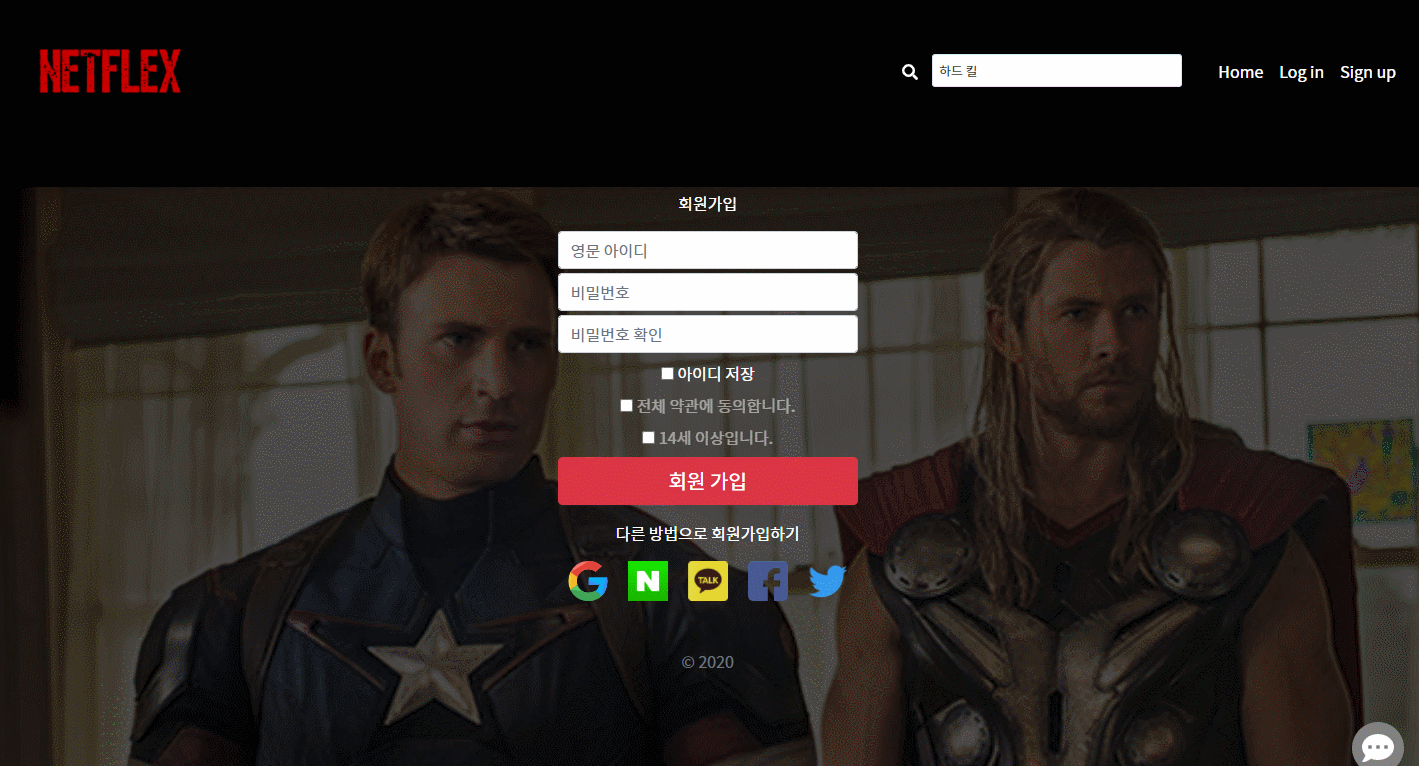 NETFLEX
하드 킬
Home Log in Sign up
회원가입
영문 아이디
비밀번호
비밀번호 확인
아이디 저장
전체 약관에 동의합니다.
14세 이상입니다.
회원 가입
다른 방법으로 회원가입하기
N TALK
© 2020